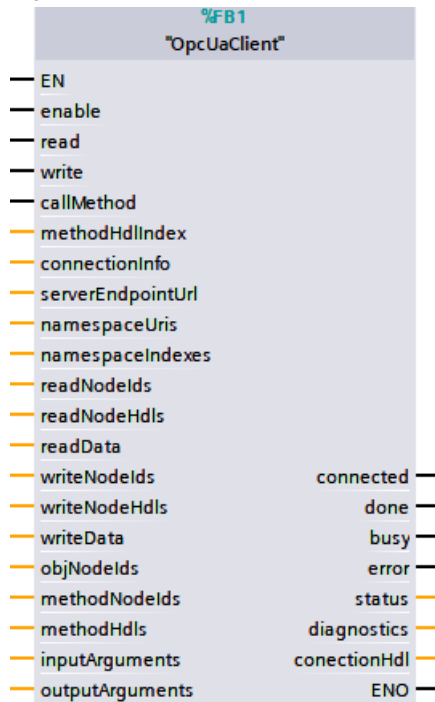 %FB1
"OpcUaClient"
EN
enable
read
write
callMethod
methodHdlIndex
connectionInfo
serverEndpointUrl
namespaceUris
namespaceIndexes
readNodeIds
readNodeHdls
readData
writeNodeIds connected
writeNodeHdls done
writeData busy
objNodeIds error
methodNodeIds status
methodHdls diagnostics
inputArguments conectionHdl
outputArguments ENO